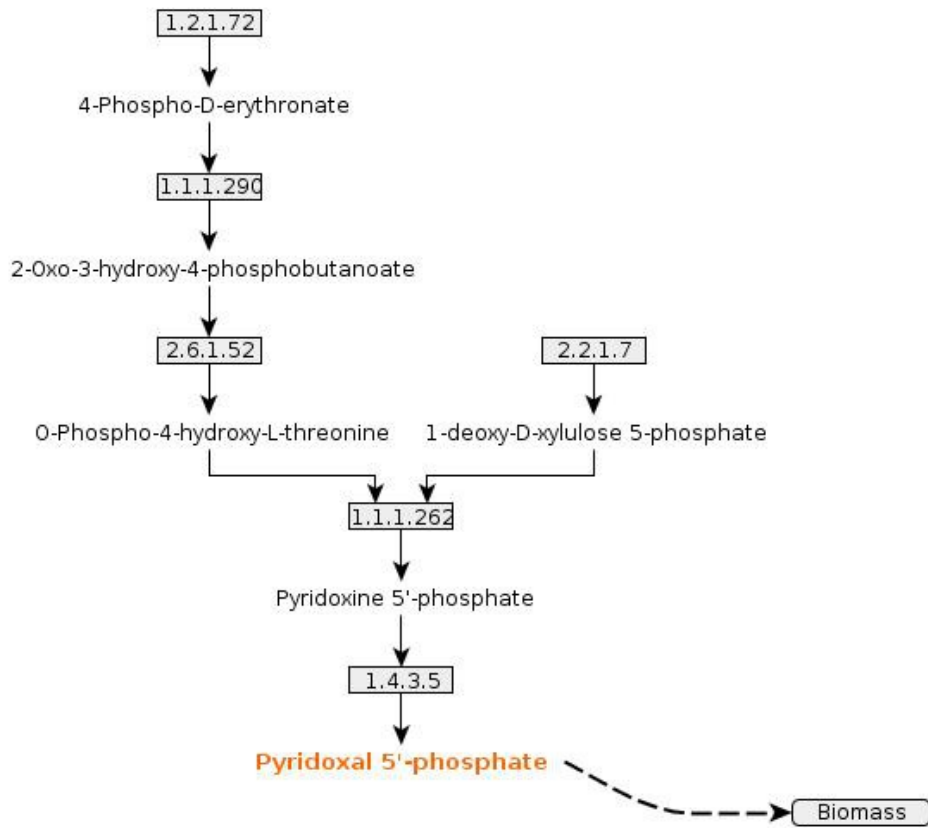 1.2.1.72
4-Phospho-D-erythronate
1.1.1.290
2-Oxo-3-hydroxy-4-phosphobutanoate
2.6.1.52
2.2.1.7
O-Phospho-4-hydroxy-L-threonine
1-deoxy-D-xylulose 5-phosphate
1.1.1.262
Pyridoxine 5'-phosphate
1.4.3.5
Pyridoxal 5'-phosphate
Biomass